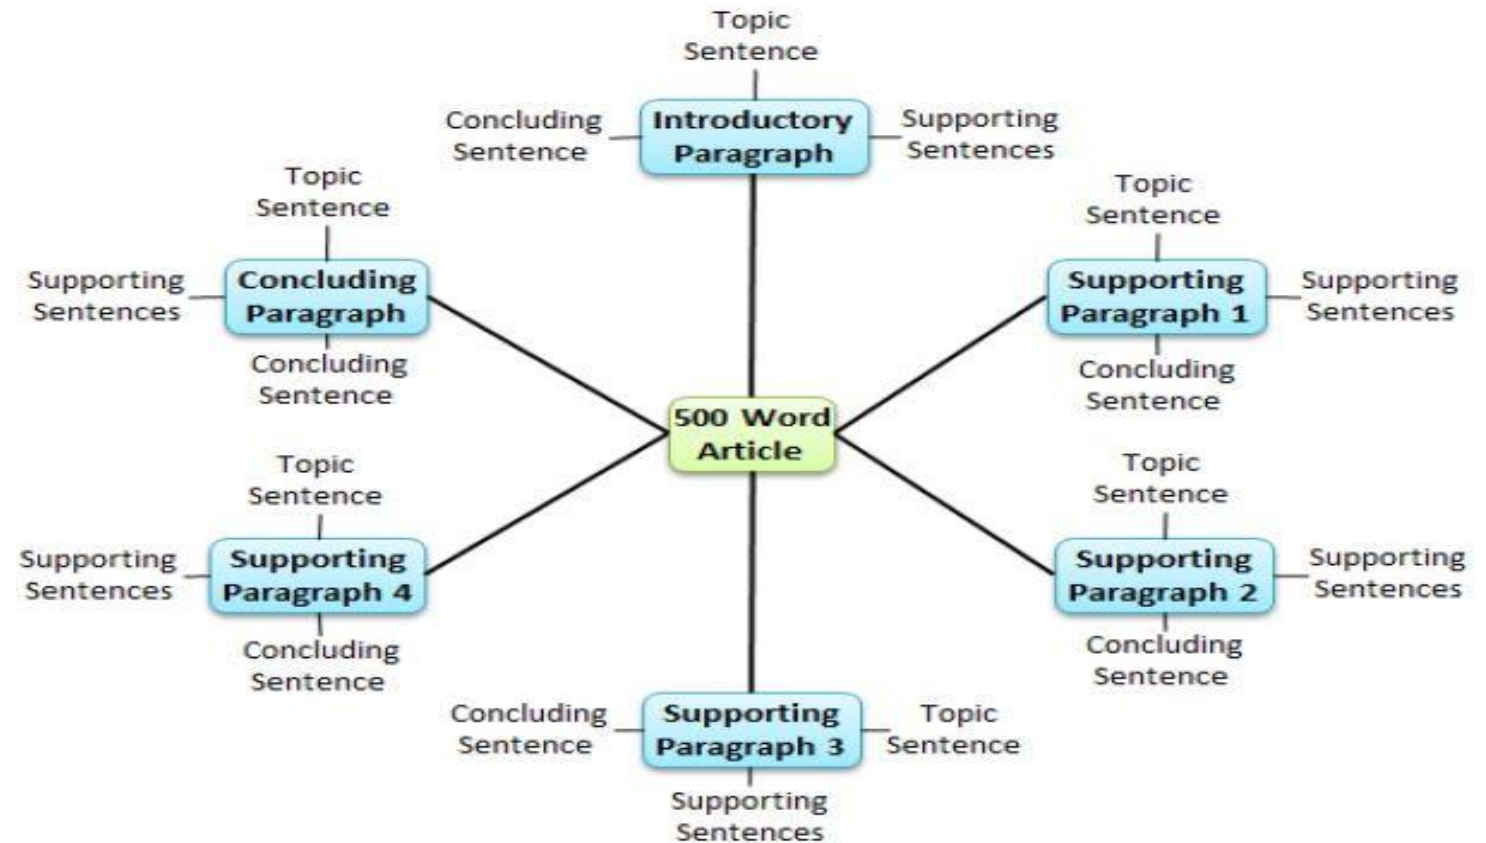 Topic
Sentence
Concluding
Sentence
Introductory
Paragraph
Supporting
Sentences
Topic
Sentence
Supporting
Paragraph 1
Supporting
Sentences
Concluding
Sentence
Topic
Sentence
Supporting
Paragraph 2
Supporting
Sentences
Concluding
Sentence
Concluding
Sentence
Supporting
Paragraph 3
Topic
Sentence
Supporting
Sentences
Topic
Sentence
Supporting
Sentences
Supporting
Paragraph 4
Concluding
Sentence
Topic
Sentence
Supporting
Sentences
Concluding
Paragraph
Concluding
Sentence
500 Word
Article